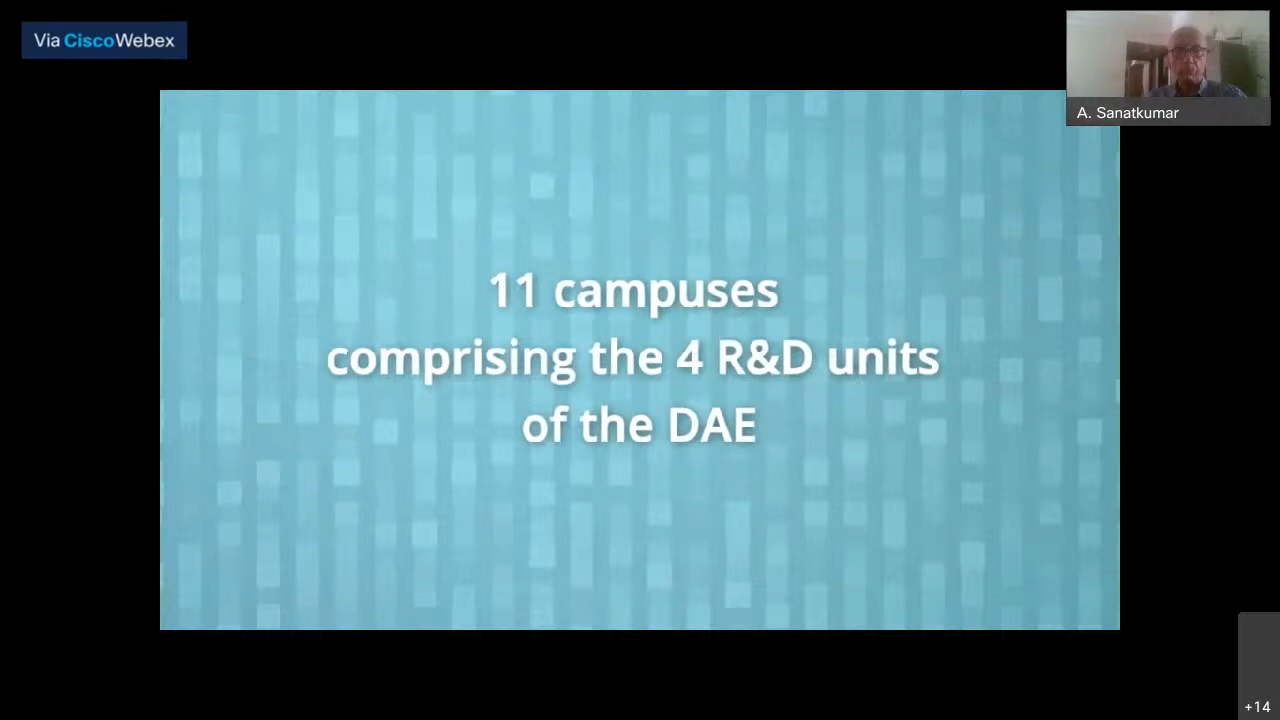 Via CiscoWebex
A. Sanatkumar
11 campuses
comprising the 4 R&D units
of the DAE
+14